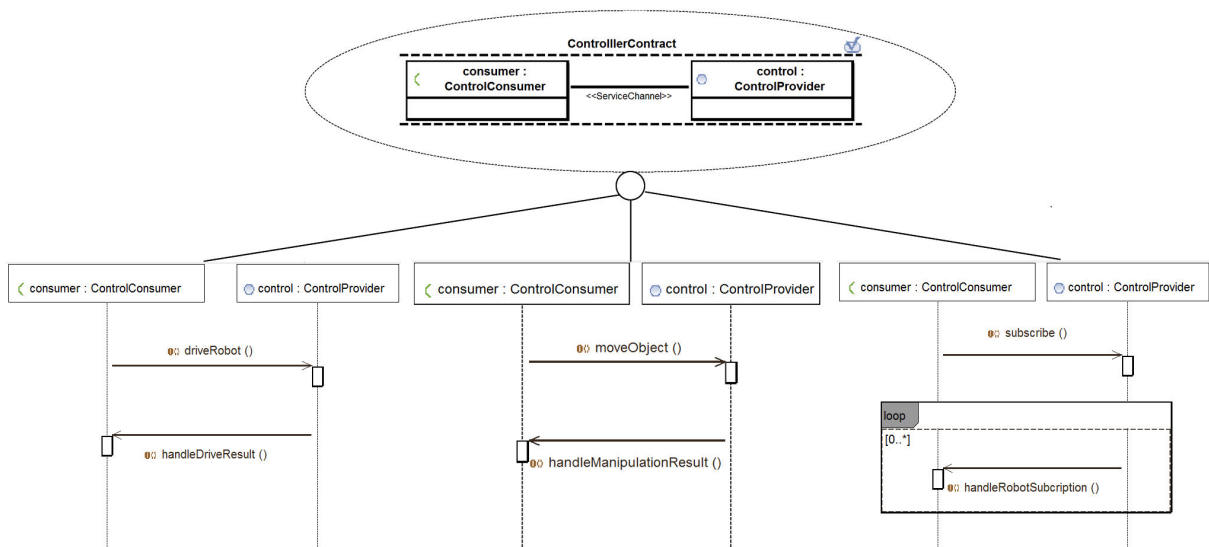 ControlllerContract
consumer :
ControlConsumer
<<ServiceChannel>>
control :
ControlProvider
consumer : ControlConsumer
control : ControlProvider
driveRobot ()
handleDriveResult ()
consumer : ControlConsumer
control : ControlProvider
moveObject ()
handleManipulationResult ()
consumer : ControlConsumer
control : ControlProvider
subscribe ()
loop
[0..*]
handleRobotSubcription ()